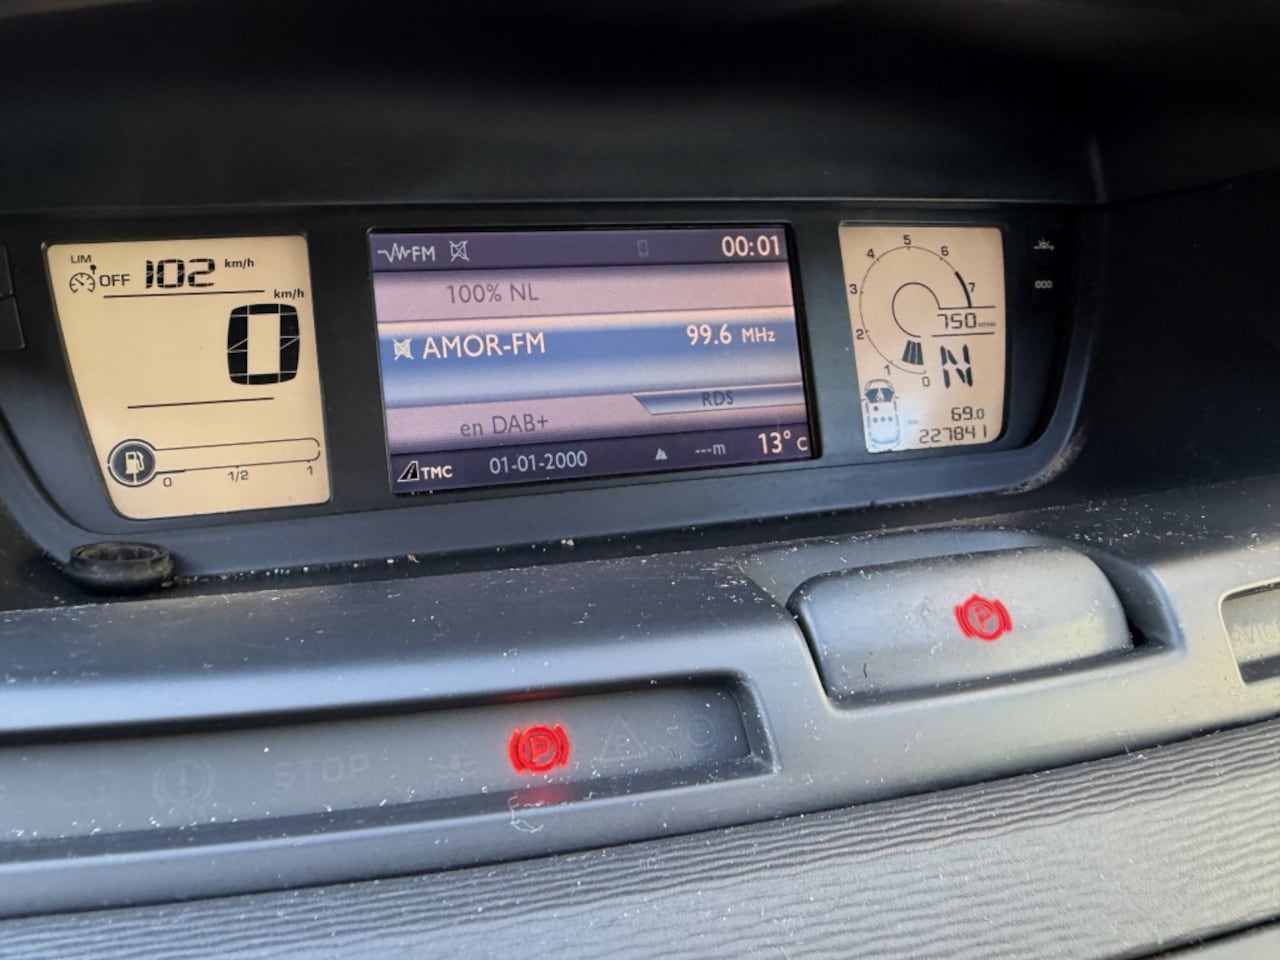 LIM
OFF 102 km/h
km/h
0
0 1/2 1
FM 00:01
100% NL
AMOR-FM 99.6 MHz
RDS
en DAB+
TMC 01-01-2000 ---m 13°C
0 1 2 3 4 5 6 7
750
N
69.0
227841
P
STOP
P